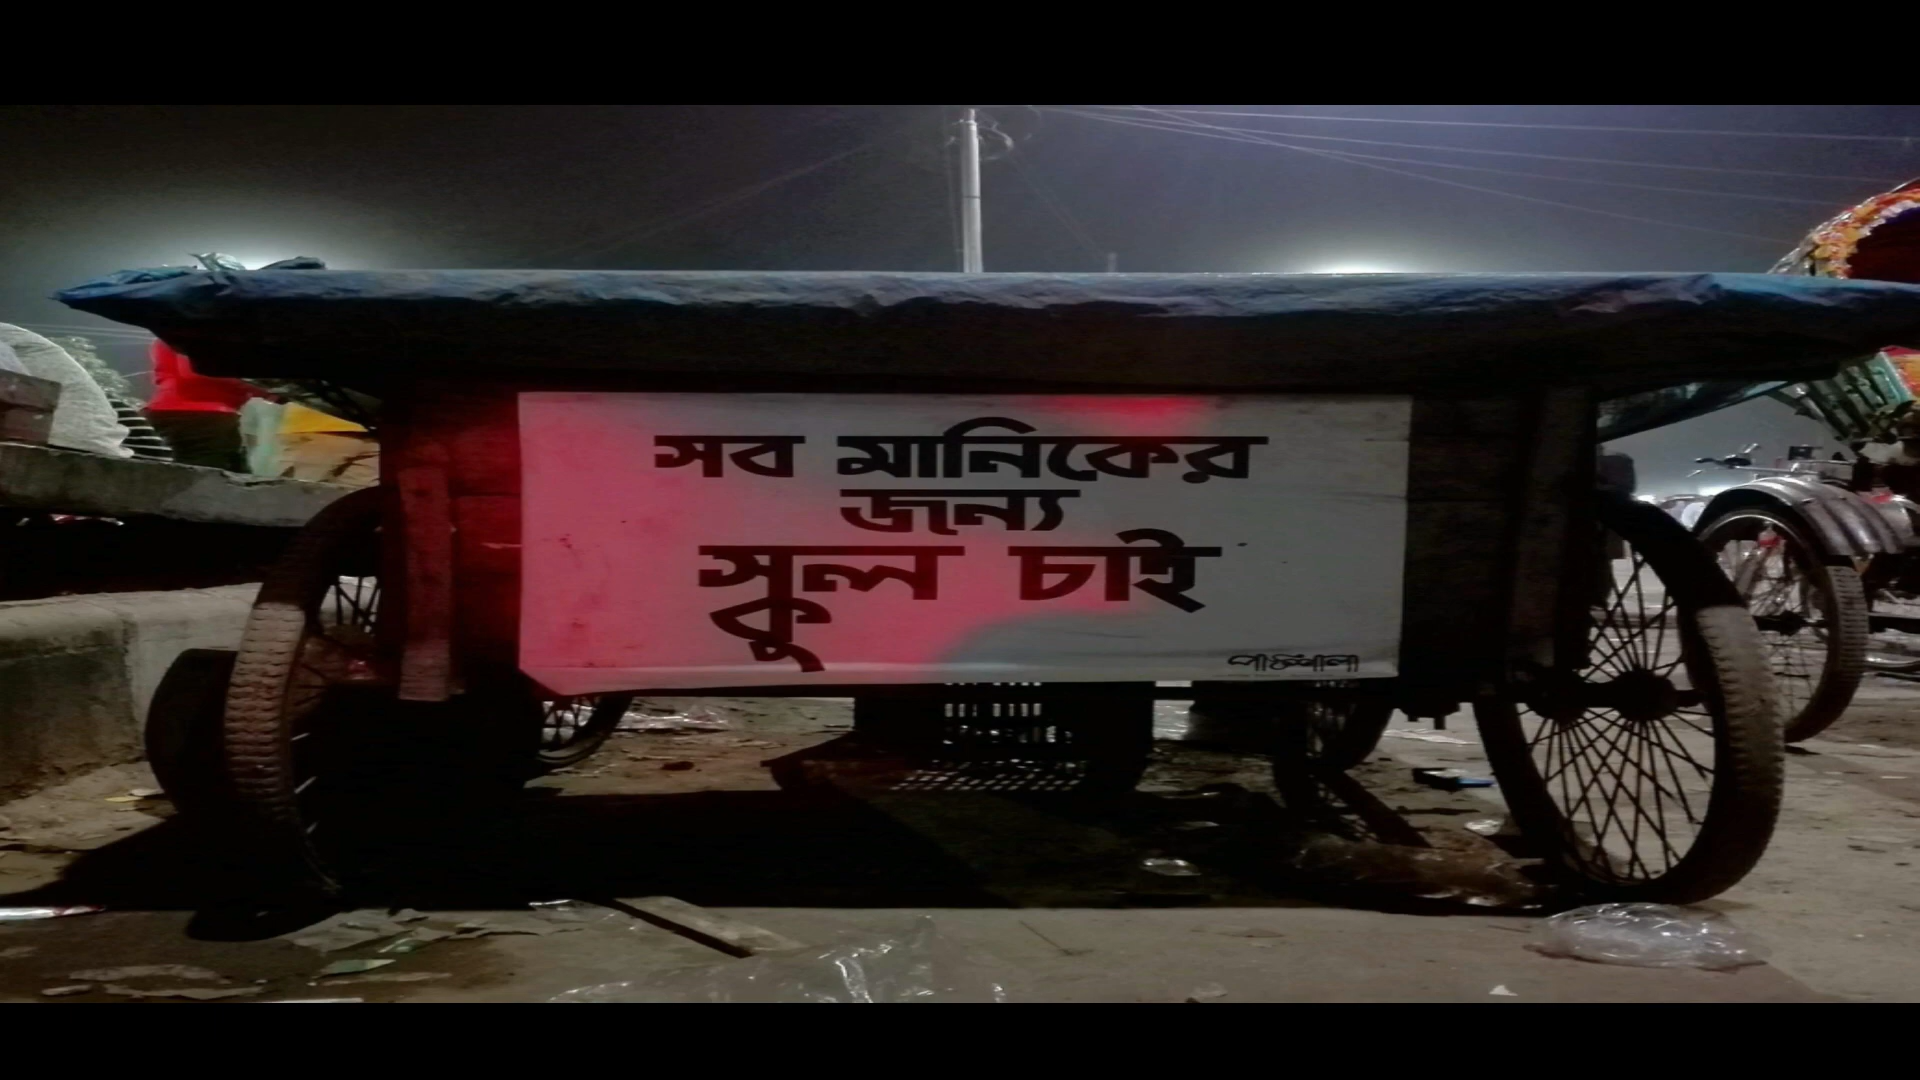 সব মানিকের
জন্য
স্কুল চাই
পাঠশালা